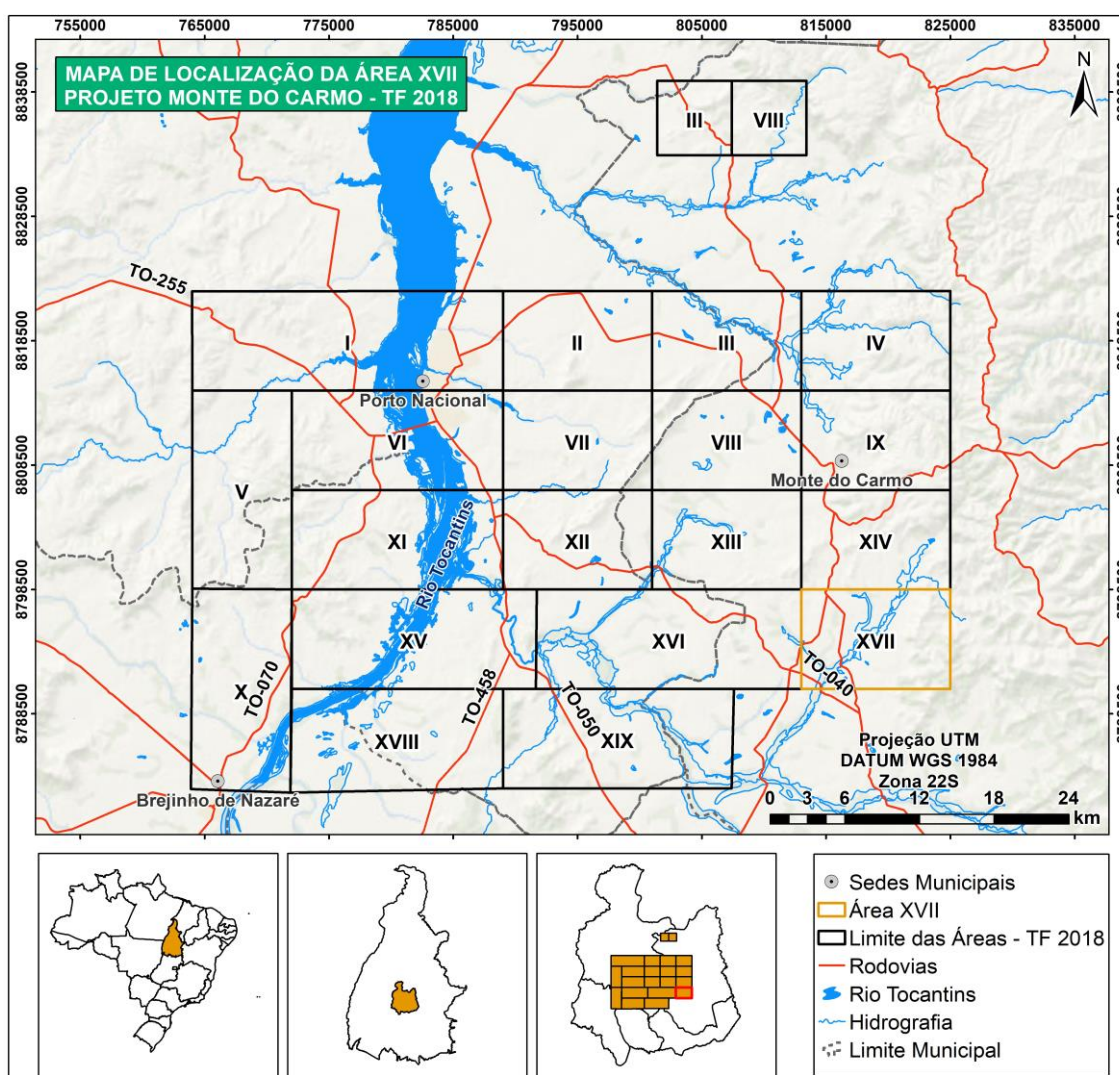 755000 765000 775000 785000 795000 805000 815000 825000 835000
MAPA DE LOCALIZAÇÃO DA ÁREA XVII
PROJETO MONTE DO CARMO - TF 2018
N
8838500
III VIII
8828500
TO-255
8818500
I II III IV
Porto Nacional
VI VII VIII IX
8808500
Monte do Carmo
V
XI XII XIII XIV
Rio Tocantins
8798500
XV XVI XVII
X
TO-070
TO-458
TO-050
TO-040
8788500
XVIII XIX
Projeção UTM
DATUM WGS 1984
Zona 22S
Brejinho de Nazaré
0 3 6 12 18 24
km
Sedes Municipais
Área XVII
Limite das Áreas - TF 2018
Rodovias
Rio Tocantins
Hidrografia
Limite Municipal